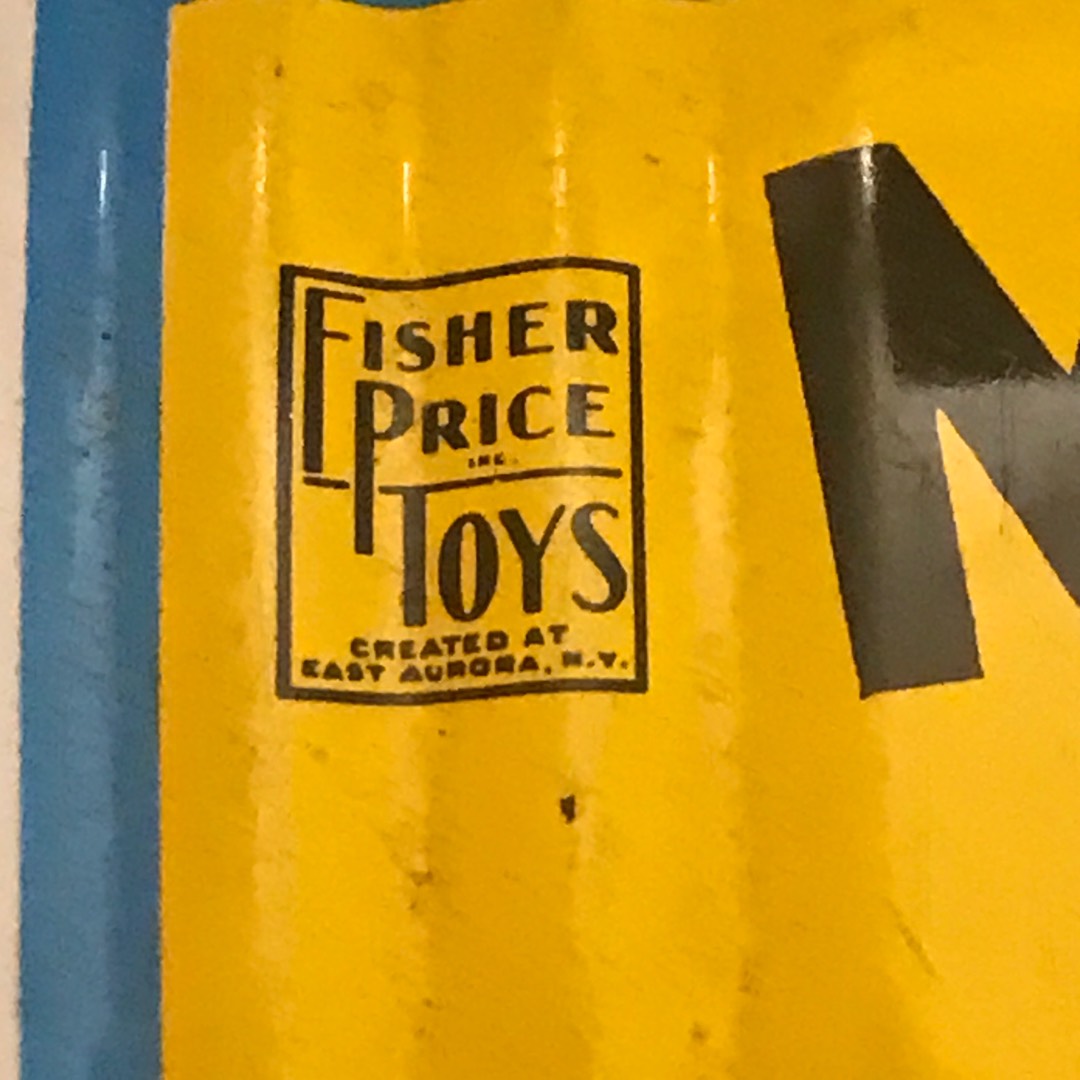 FISHER
PRICE
INC.
TOYS
CREATED AT
EAST AURORA, N.Y.